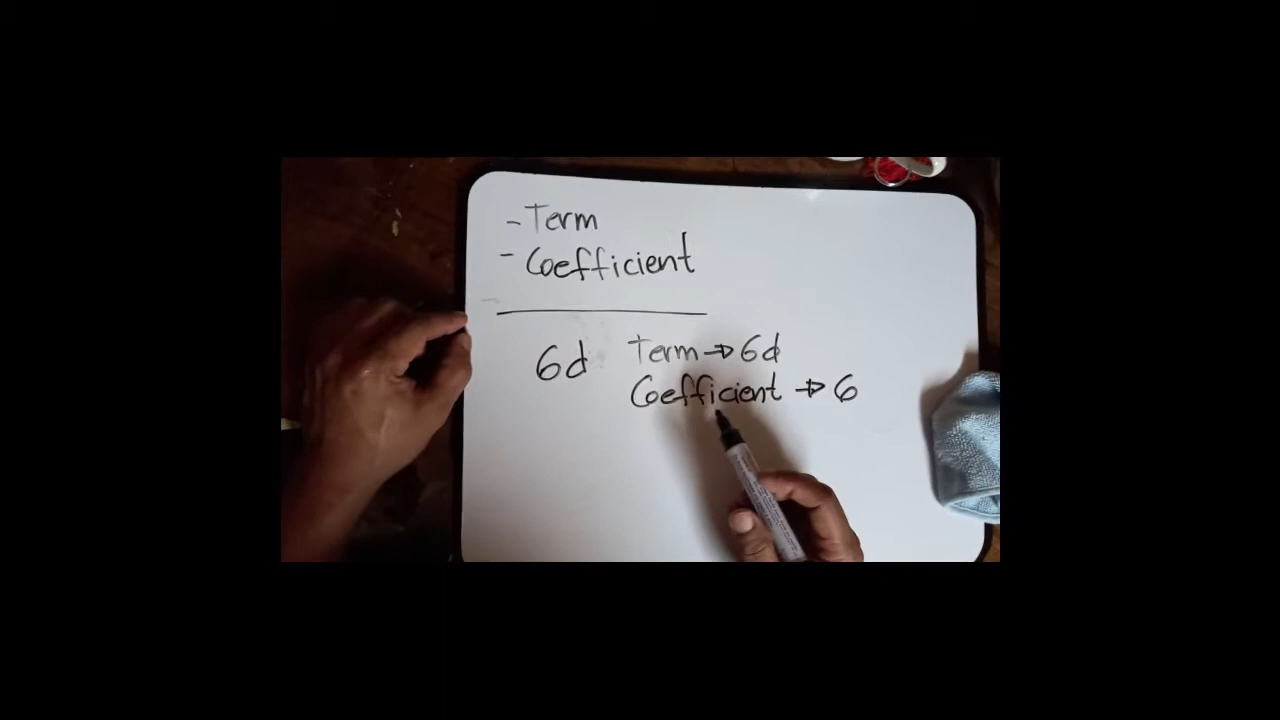 - Term
- Coefficient
6d Term → 6d
Coefficient → 6